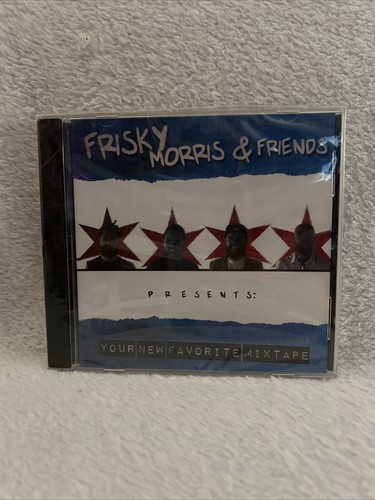 FRISKY
MORRIS & FRIENDS
PRESENTS:
YOUR NEW FAVORITE MIXTAPE